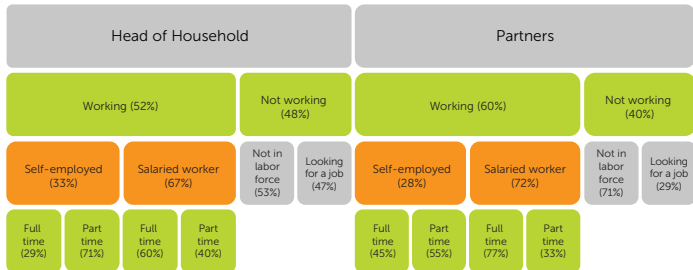 Head of Household
Partners
Working (52%)
Not working
(48%)
Working (60%)
Not working
(40%)
Self-employed
(33%)
Salaried worker
(67%)
Not in
labor
force
(53%)
Looking
for a job
(47%)
Self-employed
(28%)
Salaried worker
(72%)
Not in
labor
force
(71%)
Looking
for a job
(29%)
Full
time
(29%)
Part
time
(71%)
Full
time
(60%)
Part
time
(40%)
Full
time
(45%)
Part
time
(55%)
Full
time
(77%)
Part
time
(33%)